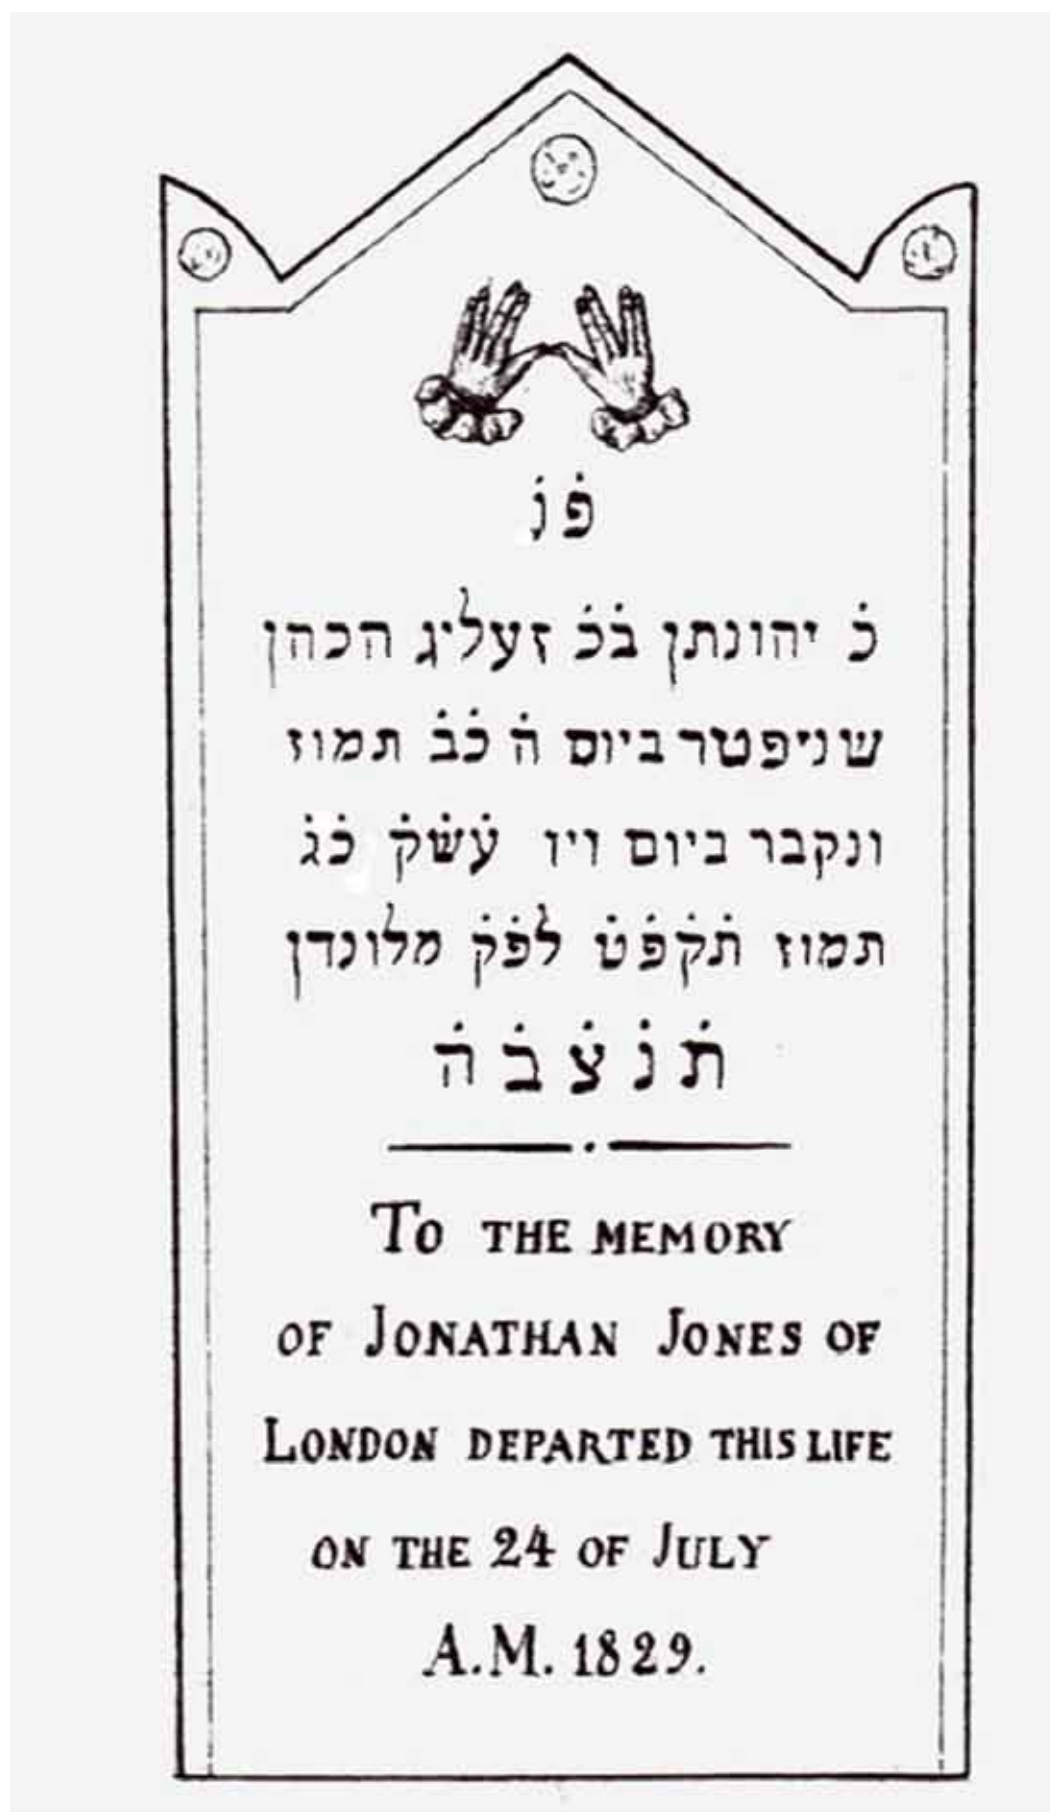 פ̇ נ̇
כ̇ יהונתן ב̇כ̇ זעליג הכהן
שניפטר ביום ה̇ כ̇ב̇ תמוז
ונקבר ביום ויו ע̇ש̇ק̇ כ̇ג̇
תמוז ת̇ק̇פ̇ט̇ לפ̇ק̇ מלונדן
ת̇ נ̇ צ̇ ב̇ ה̇
TO THE MEMORY
OF JONATHAN JONES OF
LONDON DEPARTED THIS LIFE
ON THE 24 OF JULY
A.M. 1829.